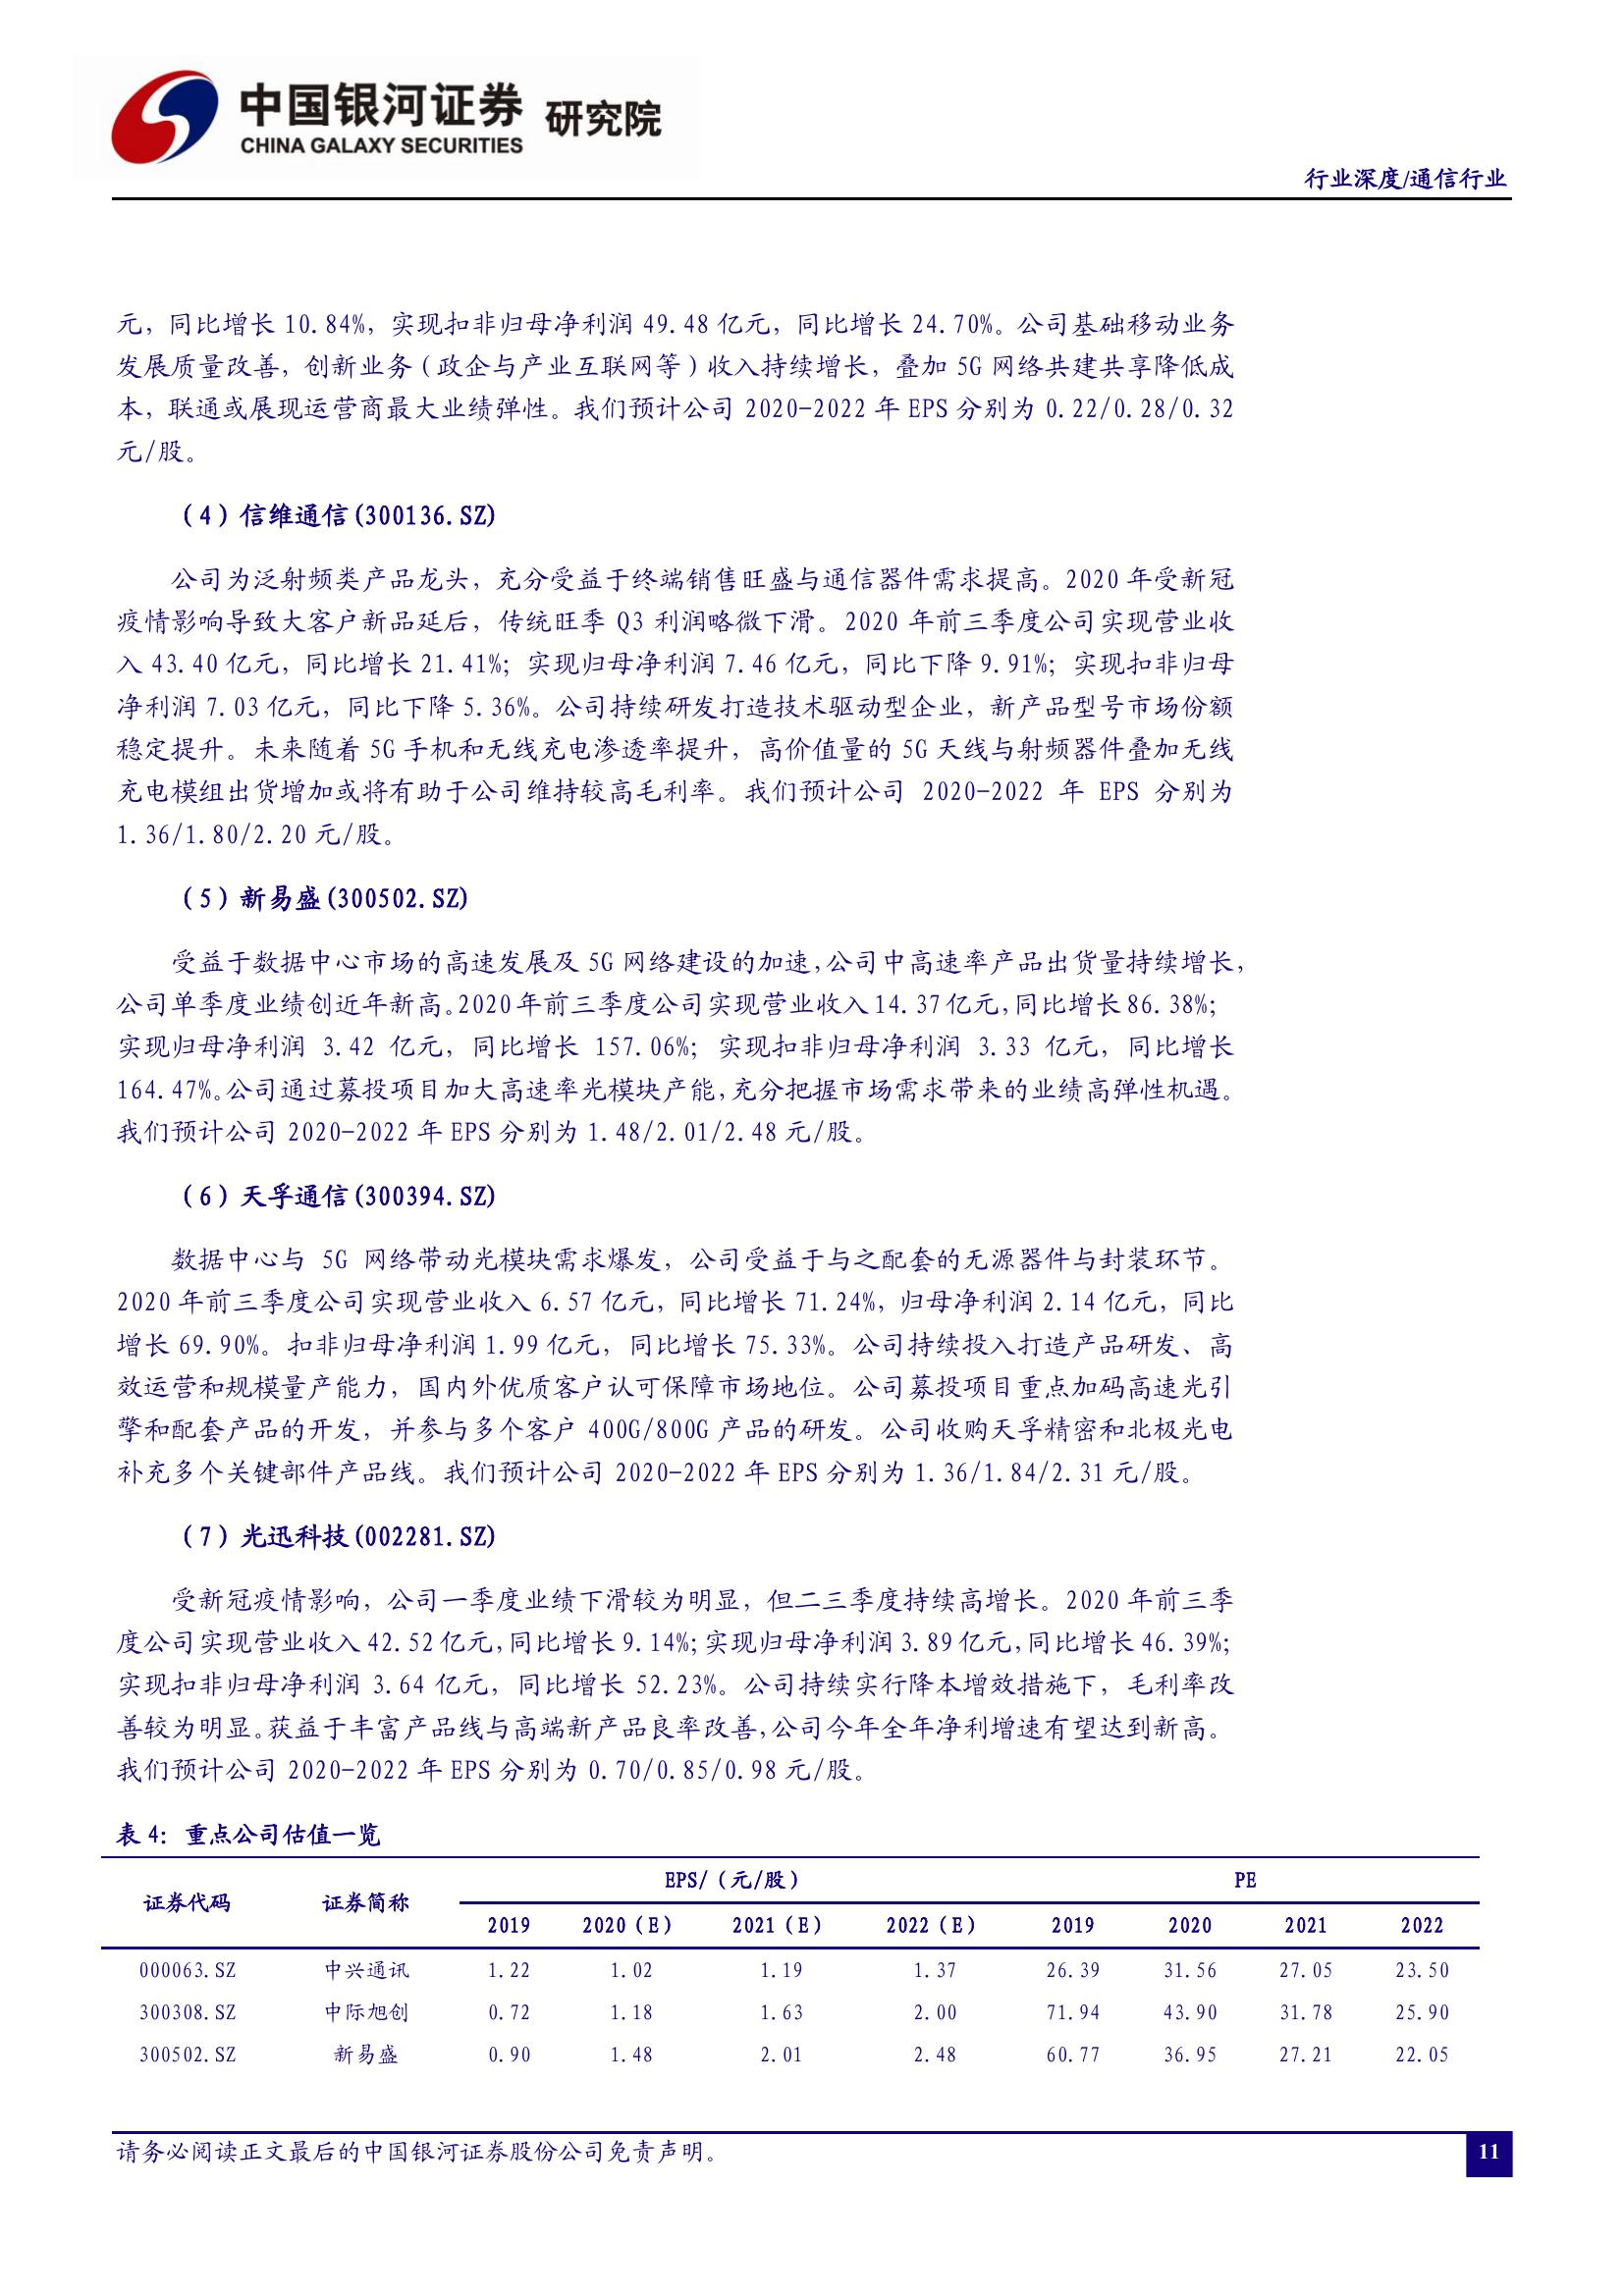 中国银河证券 研究院
CHINA GALAXY SECURITIES
行业深度/通信行业
元，同比增长 10.84%，实现扣非归母净利润 49.48 亿元，同比增长 24.70%。公司基础移动业务
发展质量改善，创新业务（政企与产业互联网等）收入持续增长，叠加 5G 网络共建共享降低成
本，联通或展现运营商最大业绩弹性。我们预计公司 2020-2022 年 EPS 分别为 0.22/0.28/0.32
元/股。
（4）信维通信(300136.SZ)
公司为泛射频类产品龙头，充分受益于终端销售旺盛与通信器件需求提高。2020 年受新冠
疫情影响导致大客户新品延后，传统旺季 Q3 利润略微下滑。2020 年前三季度公司实现营业收
入 43.40 亿元，同比增长 21.41%；实现归母净利润 7.46 亿元，同比下降 9.91%；实现扣非归母
净利润 7.03 亿元，同比下降 5.36%。公司持续研发打造技术驱动型企业，新产品型号市场份额
稳定提升。未来随着 5G 手机和无线充电渗透率提升，高价值量的 5G 天线与射频器件叠加无线
充电模组出货增加或将有助于公司维持较高毛利率。我们预计公司 2020-2022 年 EPS 分别为
1.36/1.80/2.20 元/股。
（5）新易盛(300502.SZ)
受益于数据中心市场的高速发展及 5G 网络建设的加速，公司中高速率产品出货量持续增长，
公司单季度业绩创近年新高。2020 年前三季度公司实现营业收入 14.37 亿元，同比增长 86.38%；
实现归母净利润 3.42 亿元，同比增长 157.06%；实现扣非归母净利润 3.33 亿元，同比增长
164.47%。公司通过募投项目加大高速率光模块产能，充分把握市场需求带来的业绩高弹性机遇。
我们预计公司 2020-2022 年 EPS 分别为 1.48/2.01/2.48 元/股。
（6）天孚通信(300394.SZ)
数据中心与 5G 网络带动光模块需求爆发，公司受益于与之配套的无源器件与封装环节。
2020 年前三季度公司实现营业收入 6.57 亿元，同比增长 71.24%，归母净利润 2.14 亿元，同比
增长 69.90%。扣非归母净利润 1.99 亿元，同比增长 75.33%。公司持续投入打造产品研发、高
效运营和规模量产能力，国内外优质客户认可保障市场地位。公司募投项目重点加码高速光引
擎和配套产品的开发，并参与多个客户 400G/800G 产品的研发。公司收购天孚精密和北极光电
补充多个关键部件产品线。我们预计公司 2020-2022 年 EPS 分别为 1.36/1.84/2.31 元/股。
（7）光迅科技(002281.SZ)
受新冠疫情影响，公司一季度业绩下滑较为明显，但二三季度持续高增长。2020 年前三季
度公司实现营业收入 42.52 亿元，同比增长 9.14%；实现归母净利润 3.89 亿元，同比增长 46.39%；
实现扣非归母净利润 3.64 亿元，同比增长 52.23%。公司持续实行降本增效措施下，毛利率改
善较为明显。获益于丰富产品线与高端新产品良率改善，公司今年全年净利增速有望达到新高。
我们预计公司 2020-2022 年 EPS 分别为 0.70/0.85/0.98 元/股。
表 4：重点公司估值一览
证券代码 证券简称 EPS/（元/股） PE
2019 2020（E） 2021（E） 2022（E） 2019 2020 2021 2022
000063.SZ 中兴通讯 1.22 1.02 1.19 1.37 26.39 31.56 27.05 23.50
300308.SZ 中际旭创 0.72 1.18 1.63 2.00 71.94 43.90 31.78 25.90
300502.SZ 新易盛 0.90 1.48 2.01 2.48 60.77 36.95 27.21 22.05
请务必阅读正文最后的中国银河证券股份公司免责声明。
11